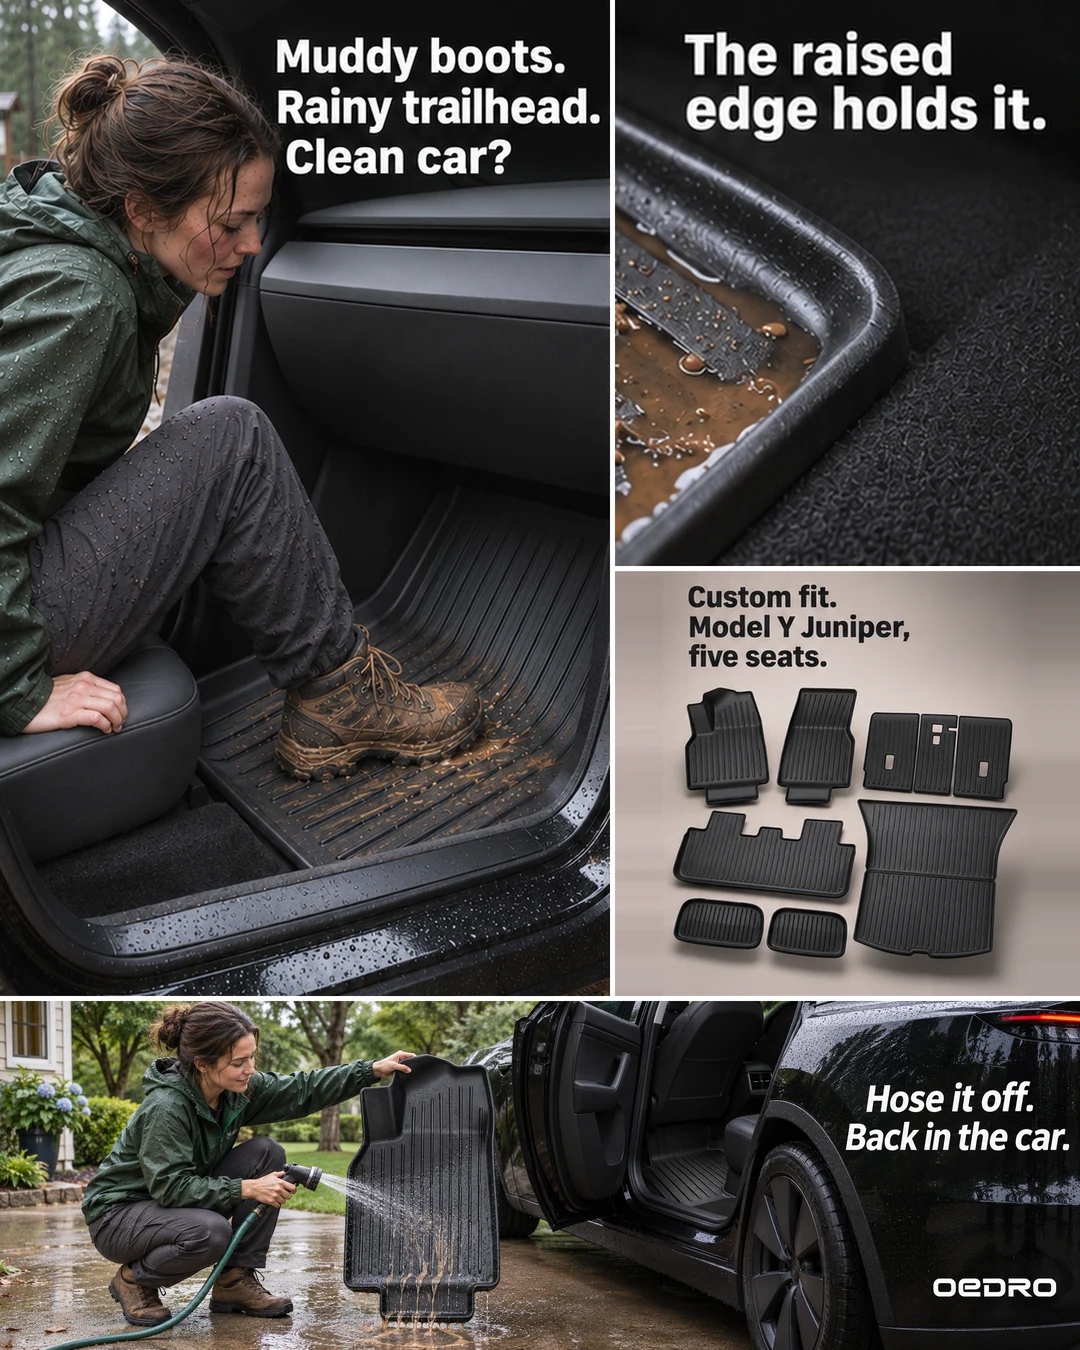 Muddy boots.
Rainy trailhead.
Clean car?
The raised
edge holds it.
Custom fit.
Model Y Juniper,
five seats.
Hose it off.
Back in the car.
OEDRO